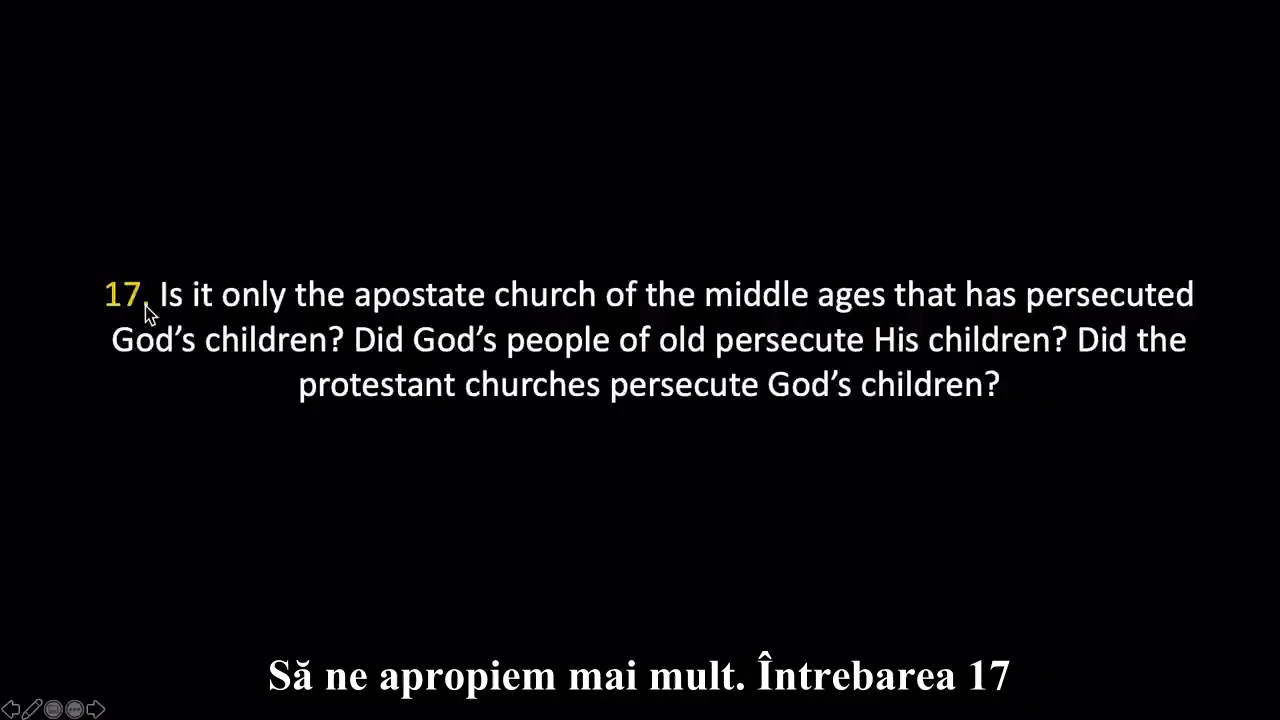 17. Is it only the apostate church of the middle ages that has persecuted
God’s children? Did God’s people of old persecute His children? Did the
protestant churches persecute God’s children?
Să ne apropiem mai mult. Întrebarea 17